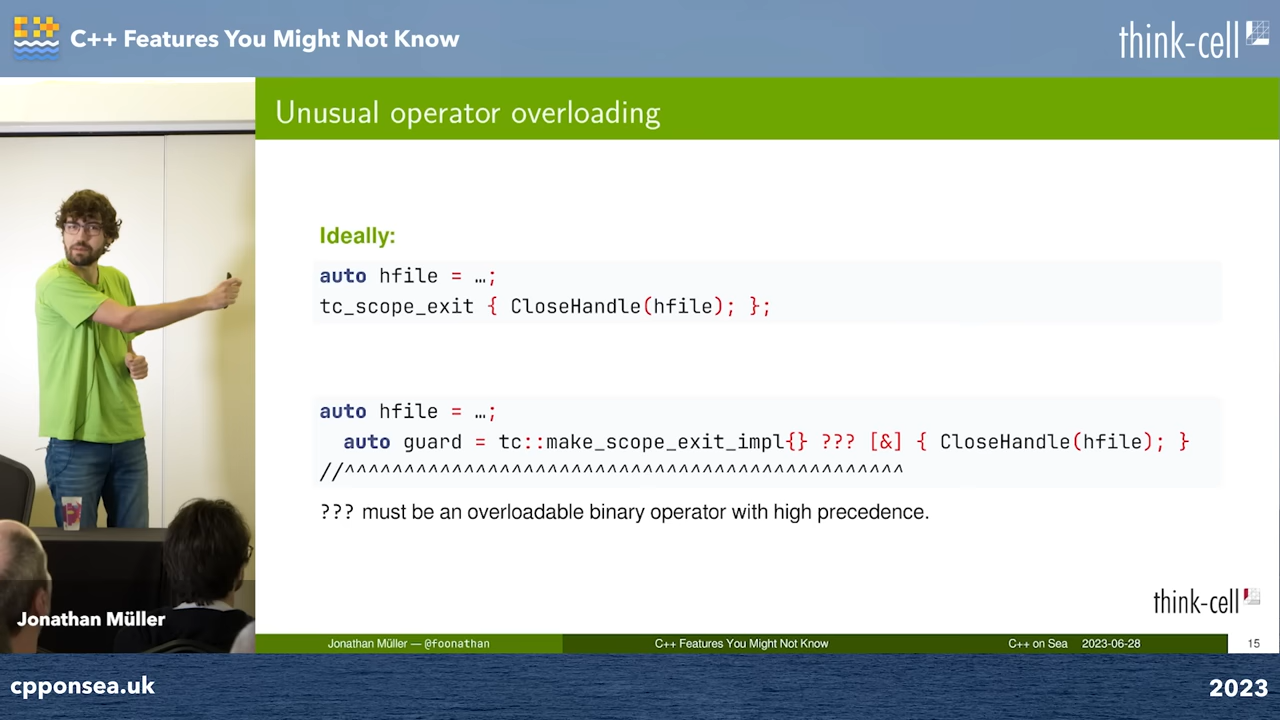 C++
C++ Features You Might Not Know
think-cell
Unusual operator overloading
Ideally:
auto hfile = …;
tc_scope_exit { CloseHandle(hfile); };
auto hfile = …;
auto guard = tc::make_scope_exit_impl{} ??? [&] { CloseHandle(hfile); }
//^^^^^^^^^^^^^^^^^^^^^^^^^^^^^^^^^^^^^^^^^^^^^^^
??? must be an overloadable binary operator with high precedence.
think-cell
Jonathan Müller
Jonathan Müller — @foonathan C++ Features You Might Not Know C++ on Sea 2023-06-28 15
cpponsea.uk
2023